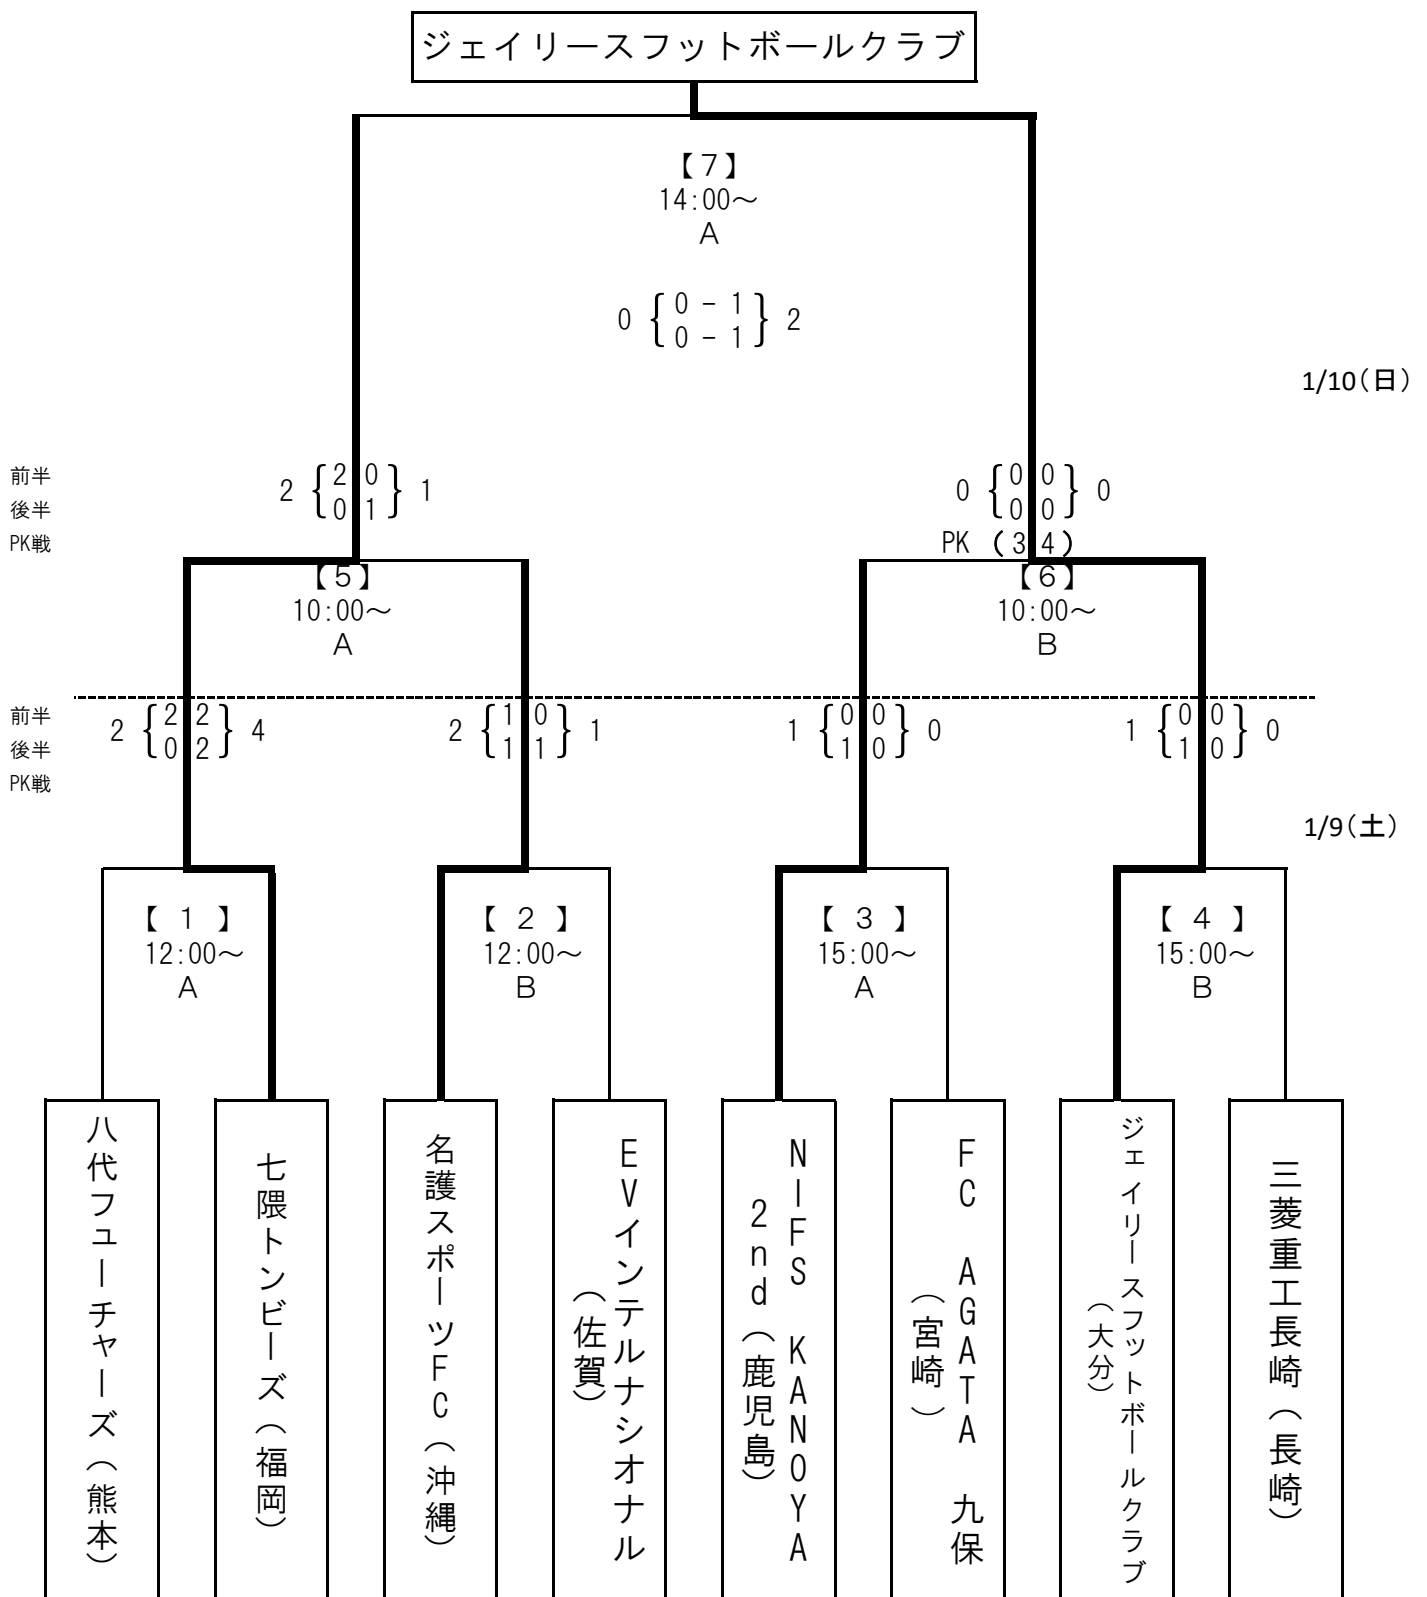 ジェイリースフットボールクラブ
【７】
14:00～
Ａ
0 { 0 － 1 } 2
0 － 1
1/10（日）
前半
後半
PK戦
2 { 2 0 } 1
0 1
0 { 0 0 } 0
0 0
PK （3 4）
【５】
10:00～
Ａ
【６】
10:00～
Ｂ
前半
後半
PK戦
2 { 2 2 } 4
0 2
2 { 1 0 } 1
1 1
1 { 0 0 } 0
1 0
1 { 0 0 } 0
1 0
1/9（土）
【 １ 】
12:00～
Ａ
【 ２ 】
12:00～
Ｂ
【 ３ 】
15:00～
Ａ
【 ４ 】
15:00～
Ｂ
八代フューチャーズ（熊本）
七隈トンビーズ（福岡）
名護スポーツFC（沖縄）
EVインテルナシオナル
（佐賀）
NIFS KANOYA
2nd（鹿児島）
FC AGATA 九保
（宮崎）
ジェイリースフットボールクラブ
（大分）
三菱重工長崎（長崎）